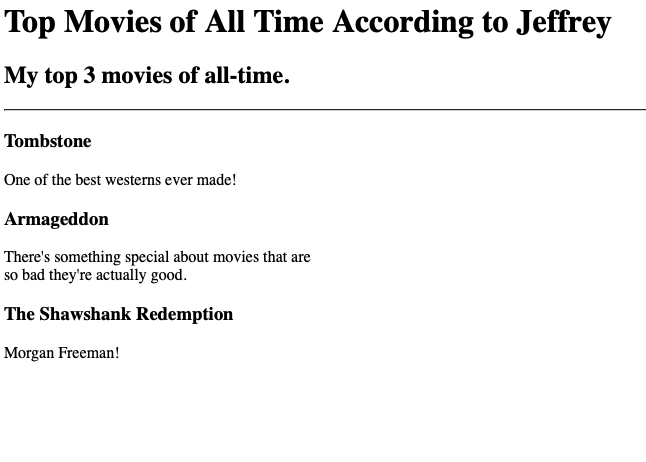 Top Movies of All Time According to Jeffrey
My top 3 movies of all-time.
Tombstone
One of the best westerns ever made!
Armageddon
There's something special about movies that are
so bad they're actually good.
The Shawshank Redemption
Morgan Freeman!